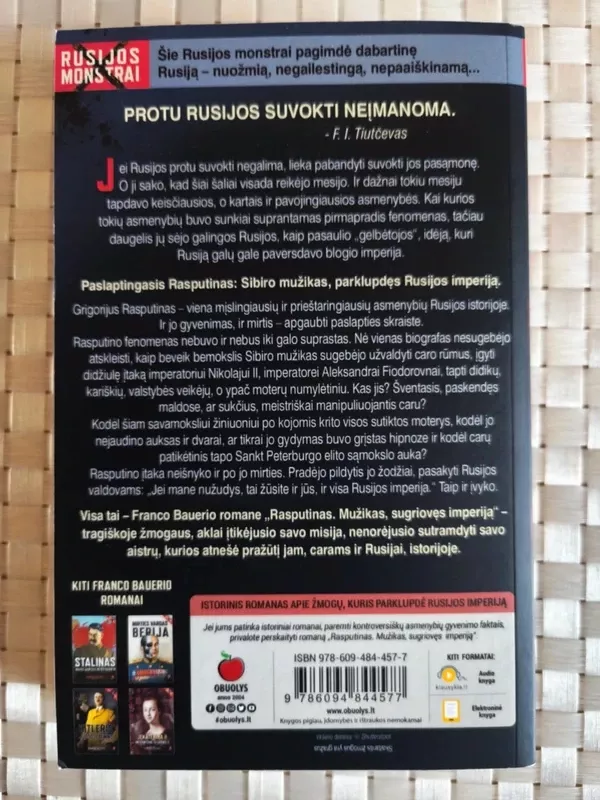 RUSIJOS
MONSTRAI
Šie Rusijos monstrai pagimdė dabartinę
Rusiją – nuožmią, negailestingą, nepaaiškinamą...
PROTU RUSIJOS SUVOKTI NEĮMANOMA.
- F. I. Tiutčevas
Jei Rusijos protu suvokti negalima, lieka pabandyti suvokti jos pasąmonę.
O ji sako, kad šiai šaliai visada reikėjo mesijo. Ir dažnai tokiu mesiju
tapdavo keisčiausios, o kartais ir pavojingiausios asmenybės. Kai kurios
tokių asmenybių buvo sunkiai suprantamas pirmapradis fenomenas, tačiau
daugelis jų sėjo galingos Rusijos, kaip pasaulio „gelbėtojos“, idėją, kuri
Rusiją galų gale paversdavo blogio imperija.
Paslaptingasis Rasputinas: Sibiro mužikas, parklupdęs Rusijos imperiją.
Grigorijus Rasputinas – viena mįslingiausių ir prieštaringiausių asmenybių Rusijos istorijoje.
Ir jo gyvenimas, ir mirtis – apgaubti paslapties skraiste.
Rasputino fenomenas nebuvo ir nebus iki galo suprastas. Nė vienas biografas nesugebėjo
atskleisti, kaip beveik bemokslis Sibiro mužikas sugebėjo užvaldyti caro rūmus, įgyti
didžiulę įtaką imperatoriui Nikolajui II, imperatorei Aleksandrai Fiodorovnai, tapti didikų,
kariškių, valstybės veikėjų, o ypač moterų numylėtiniu. Kas jis? Šventasis, paskendęs
maldose, ar sukčius, meistriškai manipuliuojantis caru?
Kodėl šiam savamoksliui žiniuoniui po kojomis krito visos sutiktos moterys, kodėl jo
nejaudino auksas ir dvarai, ar tikrai jo gydymas buvo grįstas hipnoze ir kodėl carų
patikėtinis tapo Sankt Peterburgo elito sąmokslo auka?
Rasputino įtaka neišnyko ir po jo mirties. Pradėjo pildytis jo žodžiai, pasakyti Rusijos
valdovams: „Jei mane nužudys, tai žūsite ir jūs, ir visa Rusijos imperija.“ Taip ir įvyko.
Visa tai – Franco Bauerio romane „Rasputinas. Mužikas, sugriovęs imperiją“ –
tragiškoje žmogaus, aklai įtikėjusio savo misija, nenorėjusio sutramdyti savo
aistrų, kurios atnešė pražūtį jam, carams ir Rusijai, istorijoje.
KITI FRANCO BAUERIO
ROMANAI
STALINAS
BERIJA
ISTORINIS ROMANAS APIE ŽMOGŲ, KURIS PARKLUPDĖ RUSIJOS IMPERIJĄ
Jei jums patinka istoriniai romanai, paremti kontroversiškų asmenybių gyvenimo faktais,
privalote perskaityti romaną „Rasputinas. Mužikas, sugriovęs imperiją“.
OBUOLYS
since 2004
#obuolys.lt
ISBN 978-609-484-457-7
9 786094 844577
www.obuolys.lt
Knygos pigiau, įdomybės ir ištraukos nemokamai
KITI FORMATAI:
klausykla.lt
Audio
knyga
Elektroninė
knyga
Skaitantis žmogus yra gražus